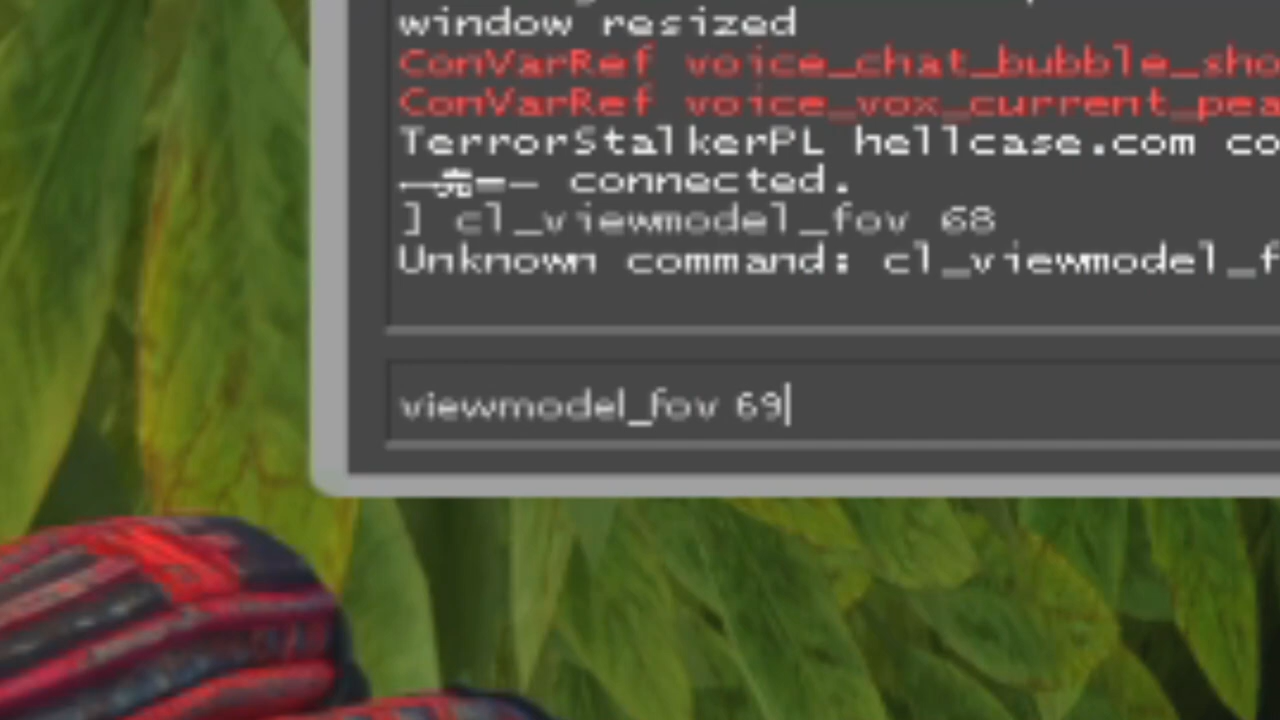 window resized
ConVarRef voice_chat_bubble_sho
ConVarRef voice_vox_current_pea
TerrorStalkerPL hellcase.com co
connected.
] cl_viewmodel_fov 68
Unknown command: cl_viewmodel_f
viewmodel_fov 69